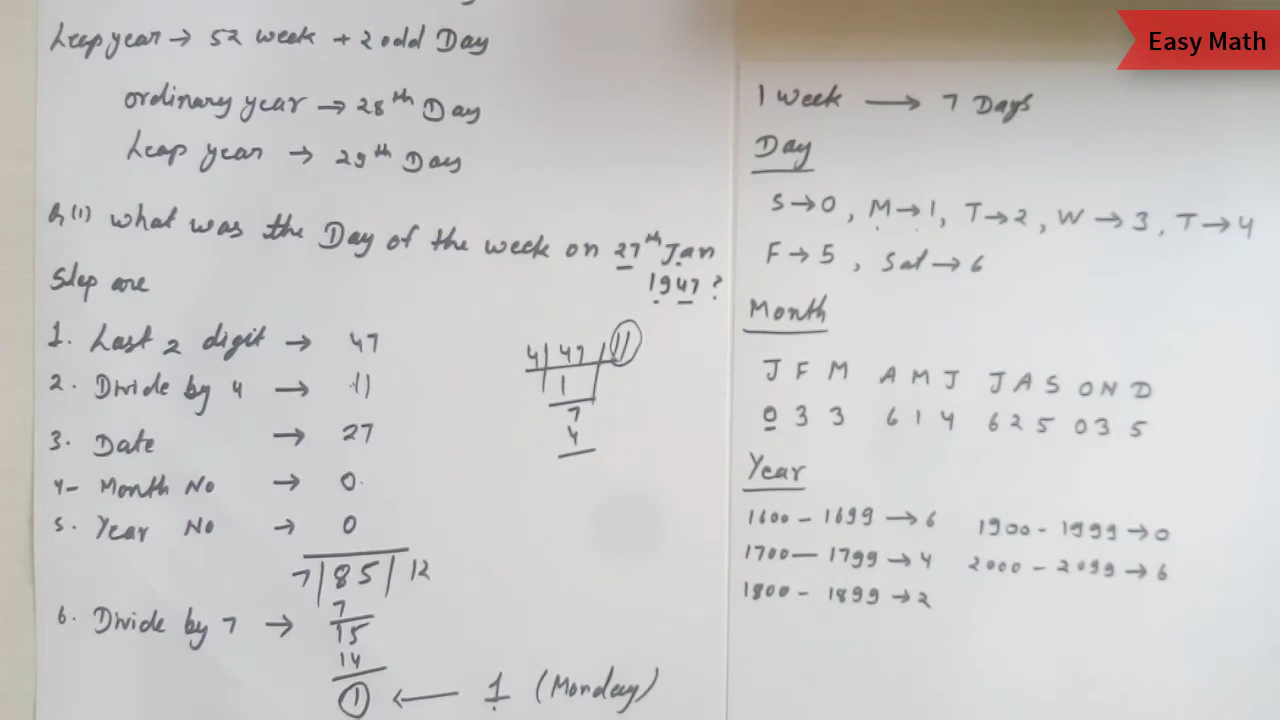 Easy Math
Leap year → 52 week + 2 odd Day
ordinary year → 28th Day
Leap year → 29th Day
Q(1) what was the Day of the week on 27th Jan
1947?
Step are
1. Last 2 digit → 47
2. Divide by 4 → 11
3. Date → 27
4- Month No → 0
5. Year No → 0
7|85|12
6. Divide by 7 → 7
15
14
1 ← 1 (Monday)
4|47|11
1
7
4
1 week → 7 Days
Day
S→0, M→1, T→2, W→3, T→4
F→5, Sat→6
Month
J F M A M J J A S O N D
0 3 3 6 1 4 6 2 5 0 3 5
Year
1600 - 1699 → 6 1900 - 1999 → 0
1700 - 1799 → 4 2000 - 2099 → 6
1800 - 1899 → 2